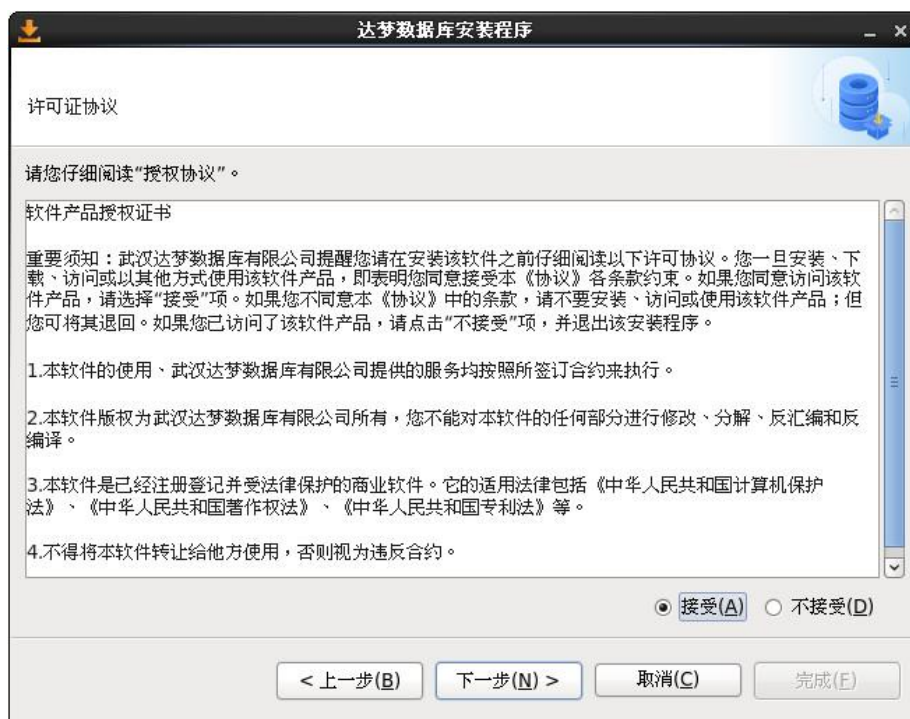 达梦数据库安装程序
许可证协议
请您仔细阅读“授权协议”。
软件产品授权证书
重要须知：武汉达梦数据库有限公司提醒您请在安装该软件之前仔细阅读以下许可协议。您一旦安装、下
载、访问或以其他方式使用该软件产品，即表明您同意接受本《协议》各条款约束。如果您同意访问该软
件产品，请选择“接受”项。如果您不同意本《协议》中的条款，请不要安装、访问或使用该软件产品；但
您可将其退回。如果您已访问了该软件产品，请点击“不接受”项，并退出该安装程序。
1.本软件的使用、武汉达梦数据库有限公司提供的服务均按照所签订合约来执行。
2.本软件版权为武汉达梦数据库有限公司所有，您不能对本软件的任何部分进行修改、分解、反汇编和反
编译。
3.本软件是已经注册登记并受法律保护的商业软件。它的适用法律包括《中华人民共和国计算机保护
法》、《中华人民共和国著作权法》、《中华人民共和国专利法》等。
4.不得将本软件转让给他方使用，否则视为违反合约。
接受(A) 不接受(D)
< 上一步(B) 下一步(N) > 取消(C) 完成(F)